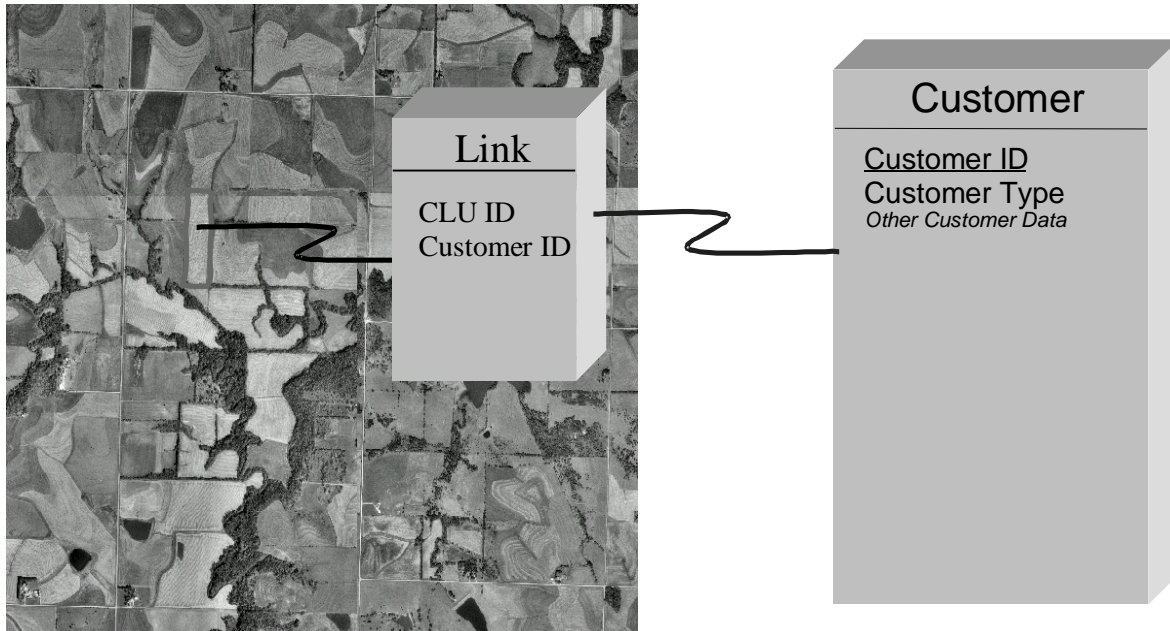 Link
CLU ID
Customer ID
Customer
Customer ID
Customer Type
Other Customer Data